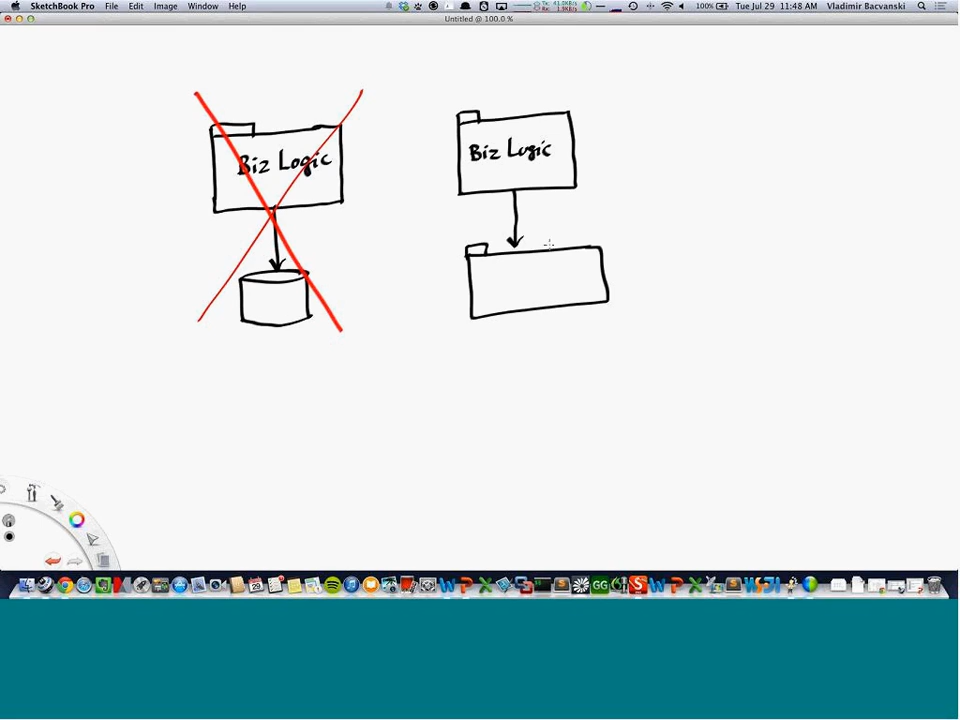 SketchBook Pro File Edit Image Window Help 100% Tue Jul 29 11:48 AM Vladimir Bacvanski
Untitled @ 100.0 %
Biz Logic
Biz Logic